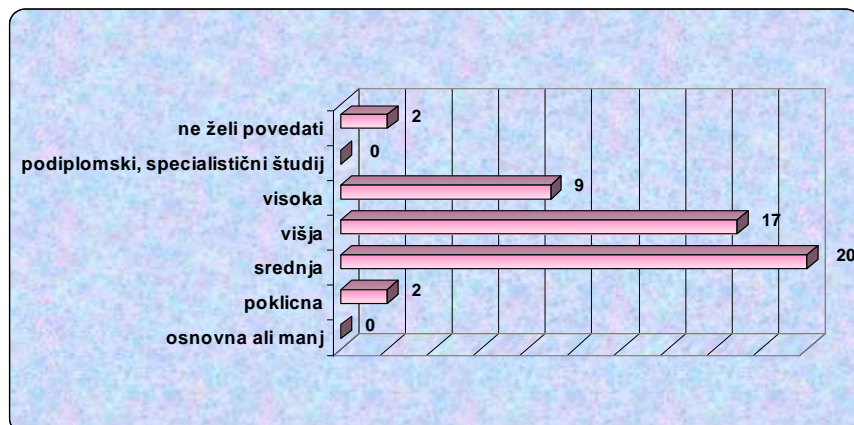 ne želi povedati 2
podiplomski, specialistični študij 0
visoka 9
višja 17
srednja 20
poklicna 2
osnovna ali manj 0